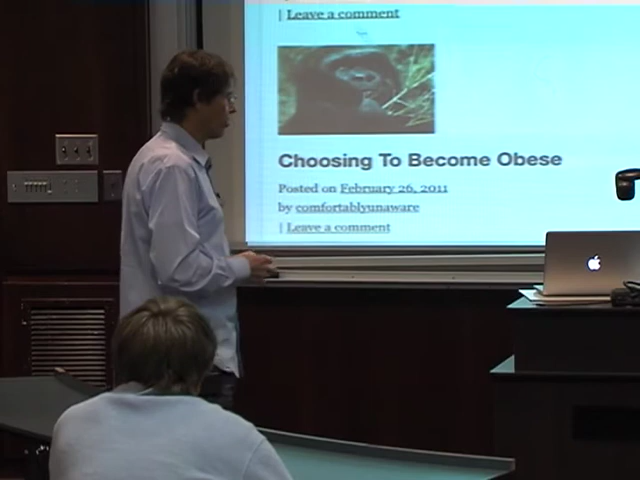 | Leave a comment
Choosing To Become Obese
Posted on February 26, 2011
by comfortablyunaware
| Leave a comment